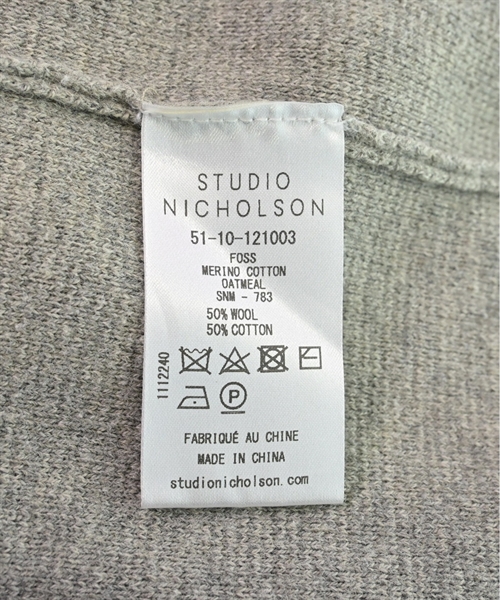 STUDIO
NICHOLSON
51-10-121003
FOSS
MERINO COTTON
OATMEAL
SNM - 783
50% WOOL
50% COTTON
1112240
P
FABRIQUÉ AU CHINE
MADE IN CHINA
studionicholson.com